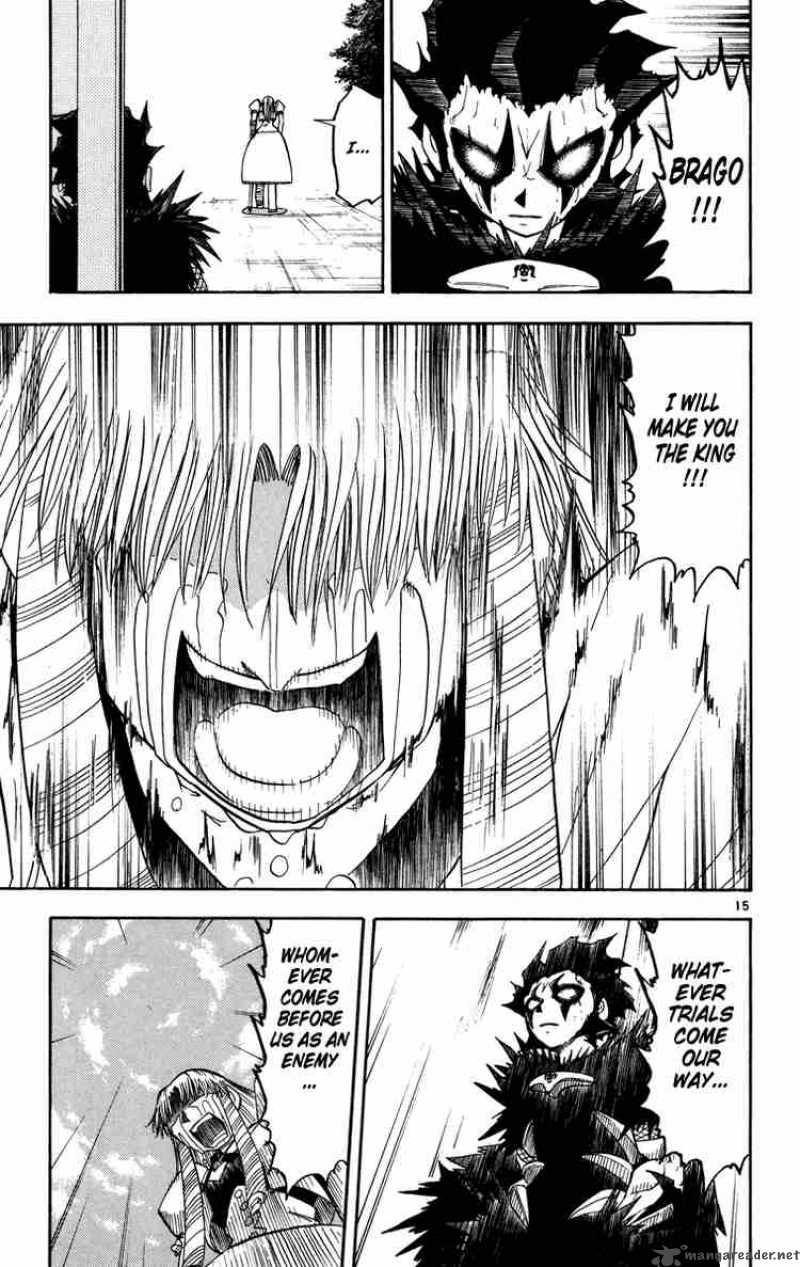 BRAGO
!!!
I...
I WILL
MAKE YOU
THE KING
!!!
15
WHAT-
EVER
TRIALS
COME
OUR
WAY...
WHOM-
EVER
COMES
BEFORE
US AS AN
ENEMY
...
mangareader.net